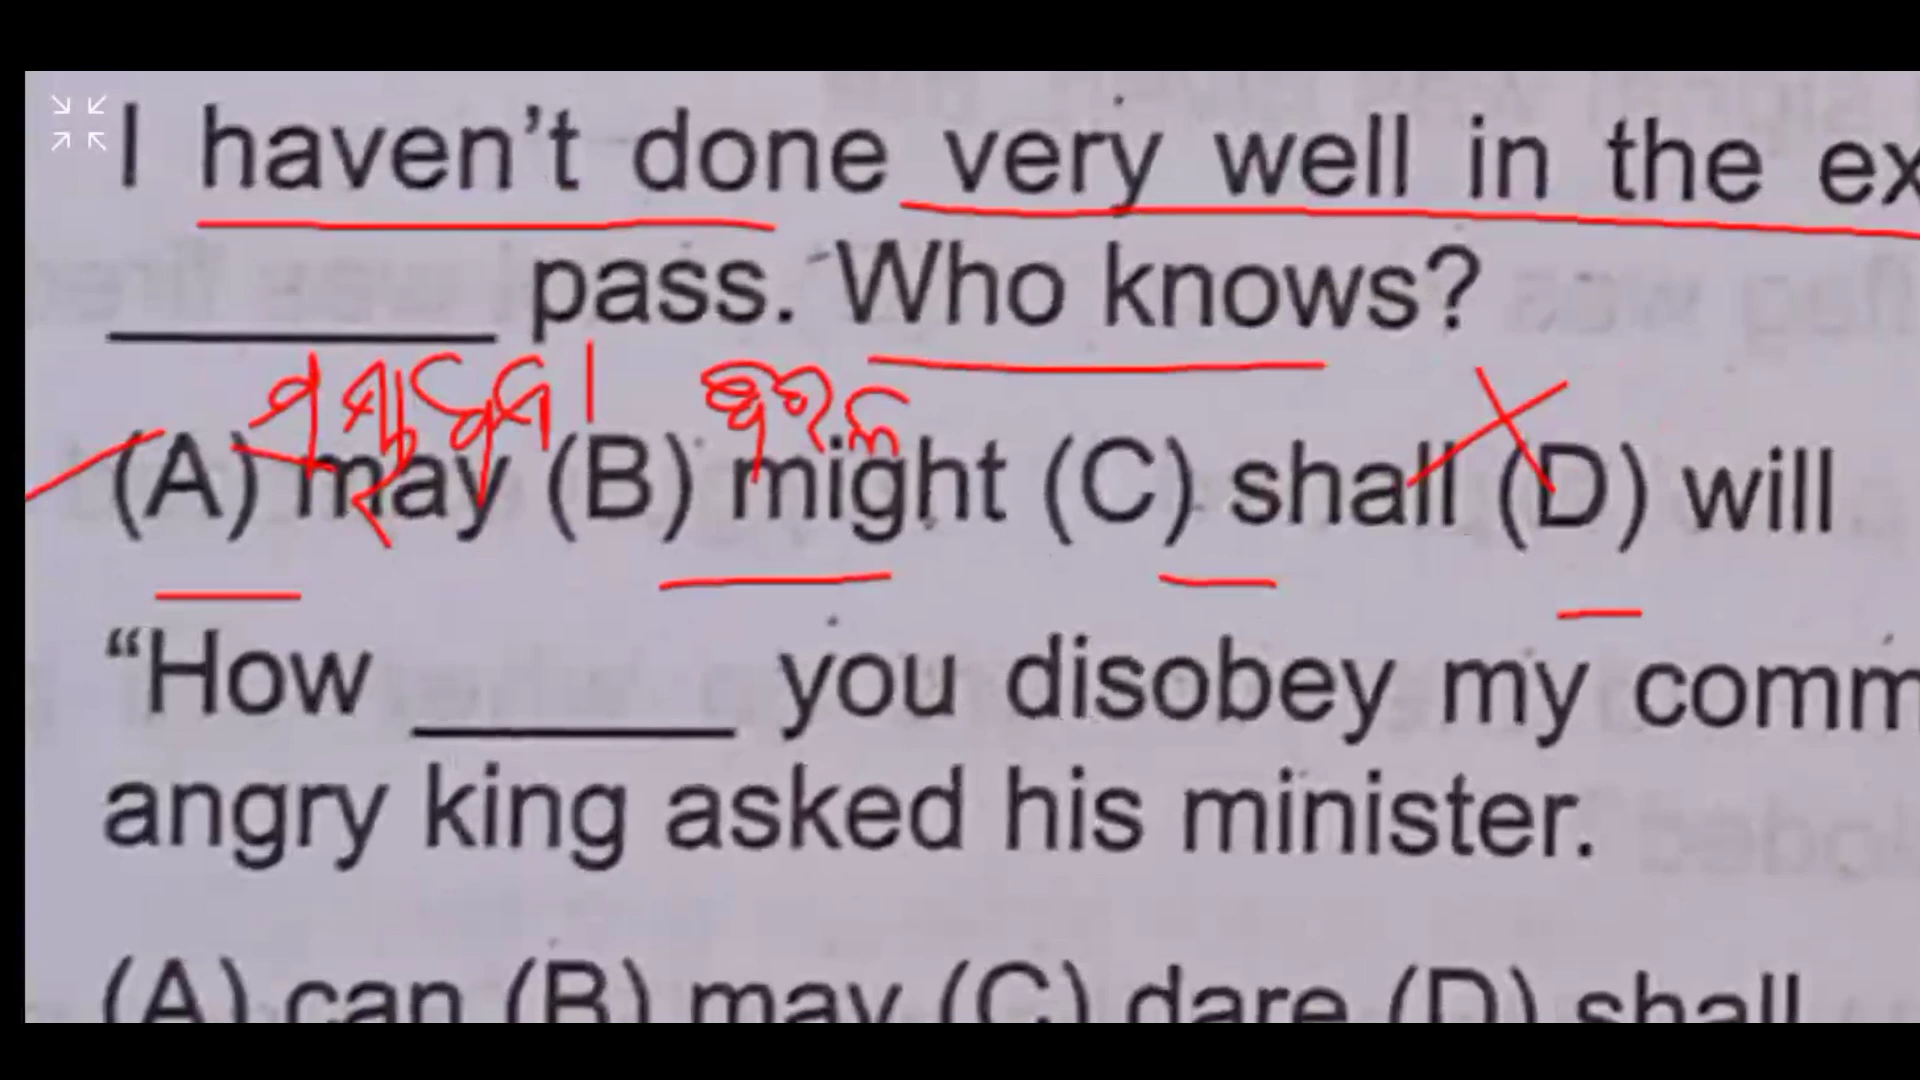 I haven't done very well in the ex
________ pass. Who knows?
(A) may (B) might (C) shall (D) will
"How ________ you disobey my comm
angry king asked his minister.
(A) can (B) may (C) dare (D) shall